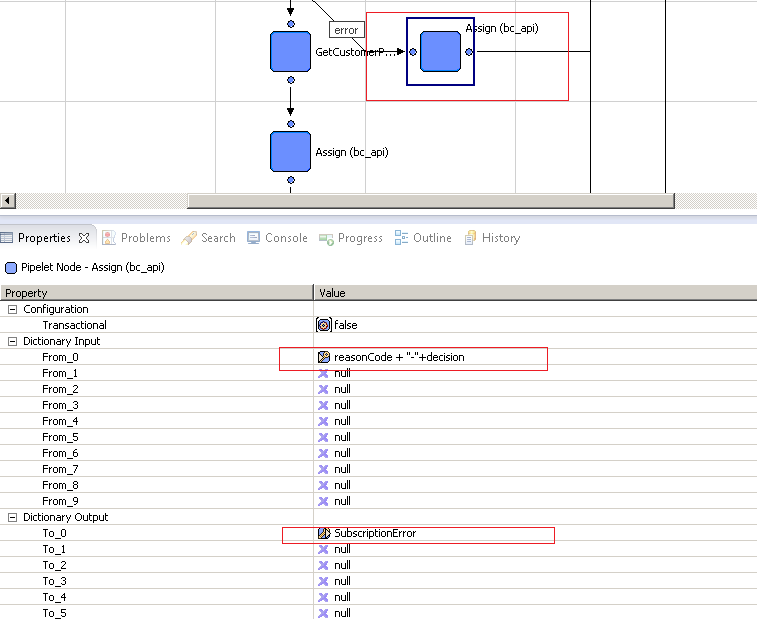 error
Assign (bc_api)
GetCustomerP...
Assign (bc_api)
Properties Problems Search Console Progress Outline History
Pipelet Node - Assign (bc_api)
Property Value
Configuration
Transactional false
Dictionary Input
From_0 reasonCode + "-"+decision
From_1 null
From_2 null
From_3 null
From_4 null
From_5 null
From_6 null
From_7 null
From_8 null
From_9 null
Dictionary Output
To_0 SubscriptionError
To_1 null
To_2 null
To_3 null
To_4 null
To_5 null